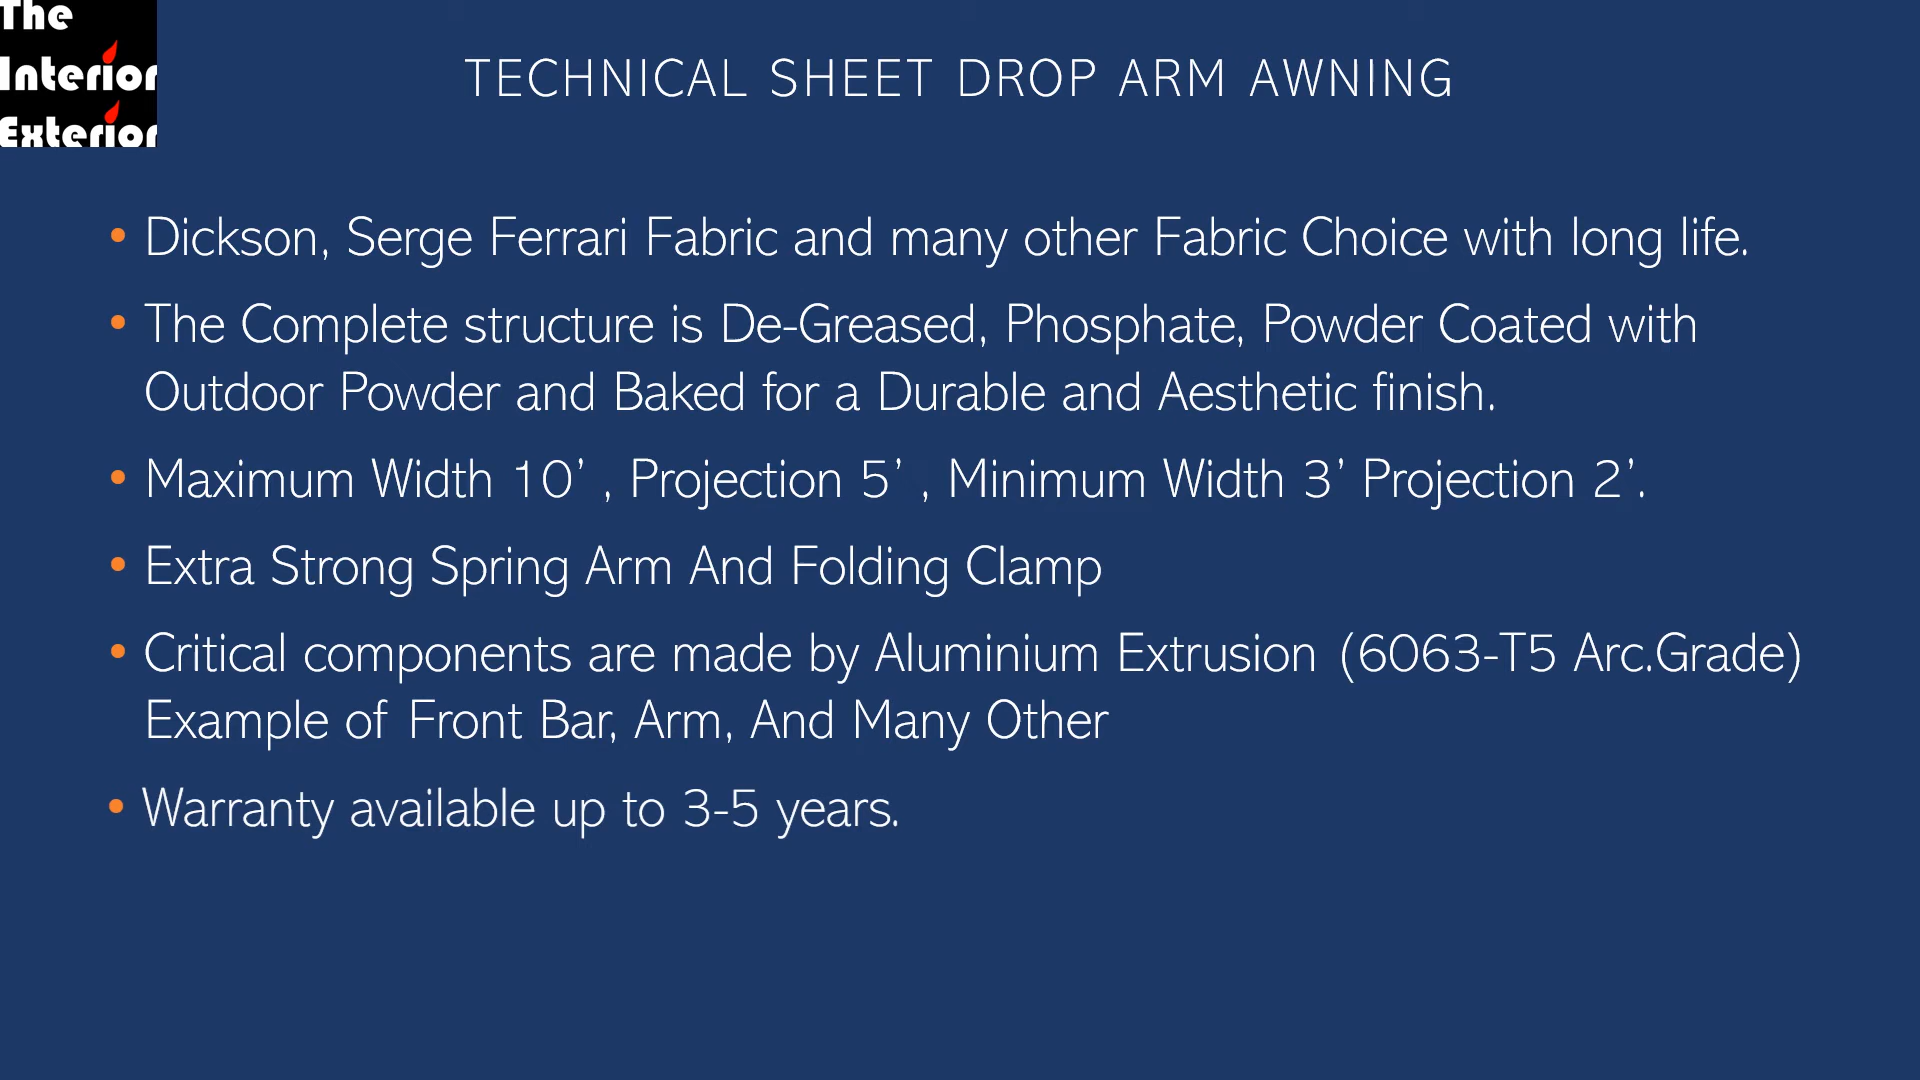 The
Interior
Exterior
TECHNICAL SHEET DROP ARM AWNING
• Dickson, Serge Ferrari Fabric and many other Fabric Choice with long life.
• The Complete structure is De-Greased, Phosphate, Powder Coated with
Outdoor Powder and Baked for a Durable and Aesthetic finish.
• Maximum Width 10’ , Projection 5’ , Minimum Width 3’ Projection 2’.
• Extra Strong Spring Arm And Folding Clamp
• Critical components are made by Aluminium Extrusion (6063-T5 Arc.Grade)
Example of Front Bar, Arm, And Many Other
• Warranty available up to 3-5 years.